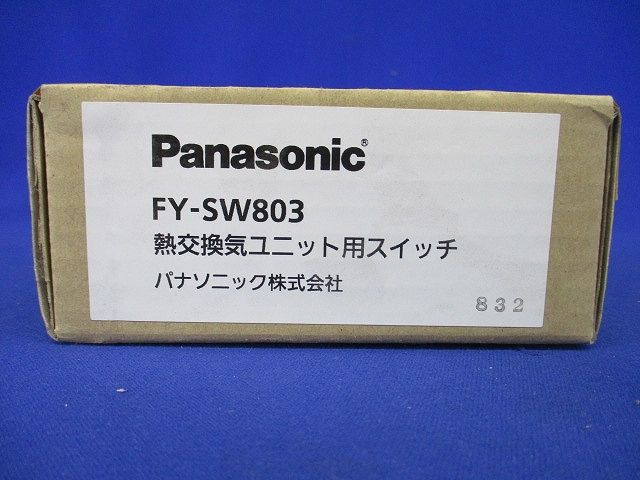 Panasonic®
FY-SW803
熱交換気ユニット用スイッチ
パナソニック株式会社
832